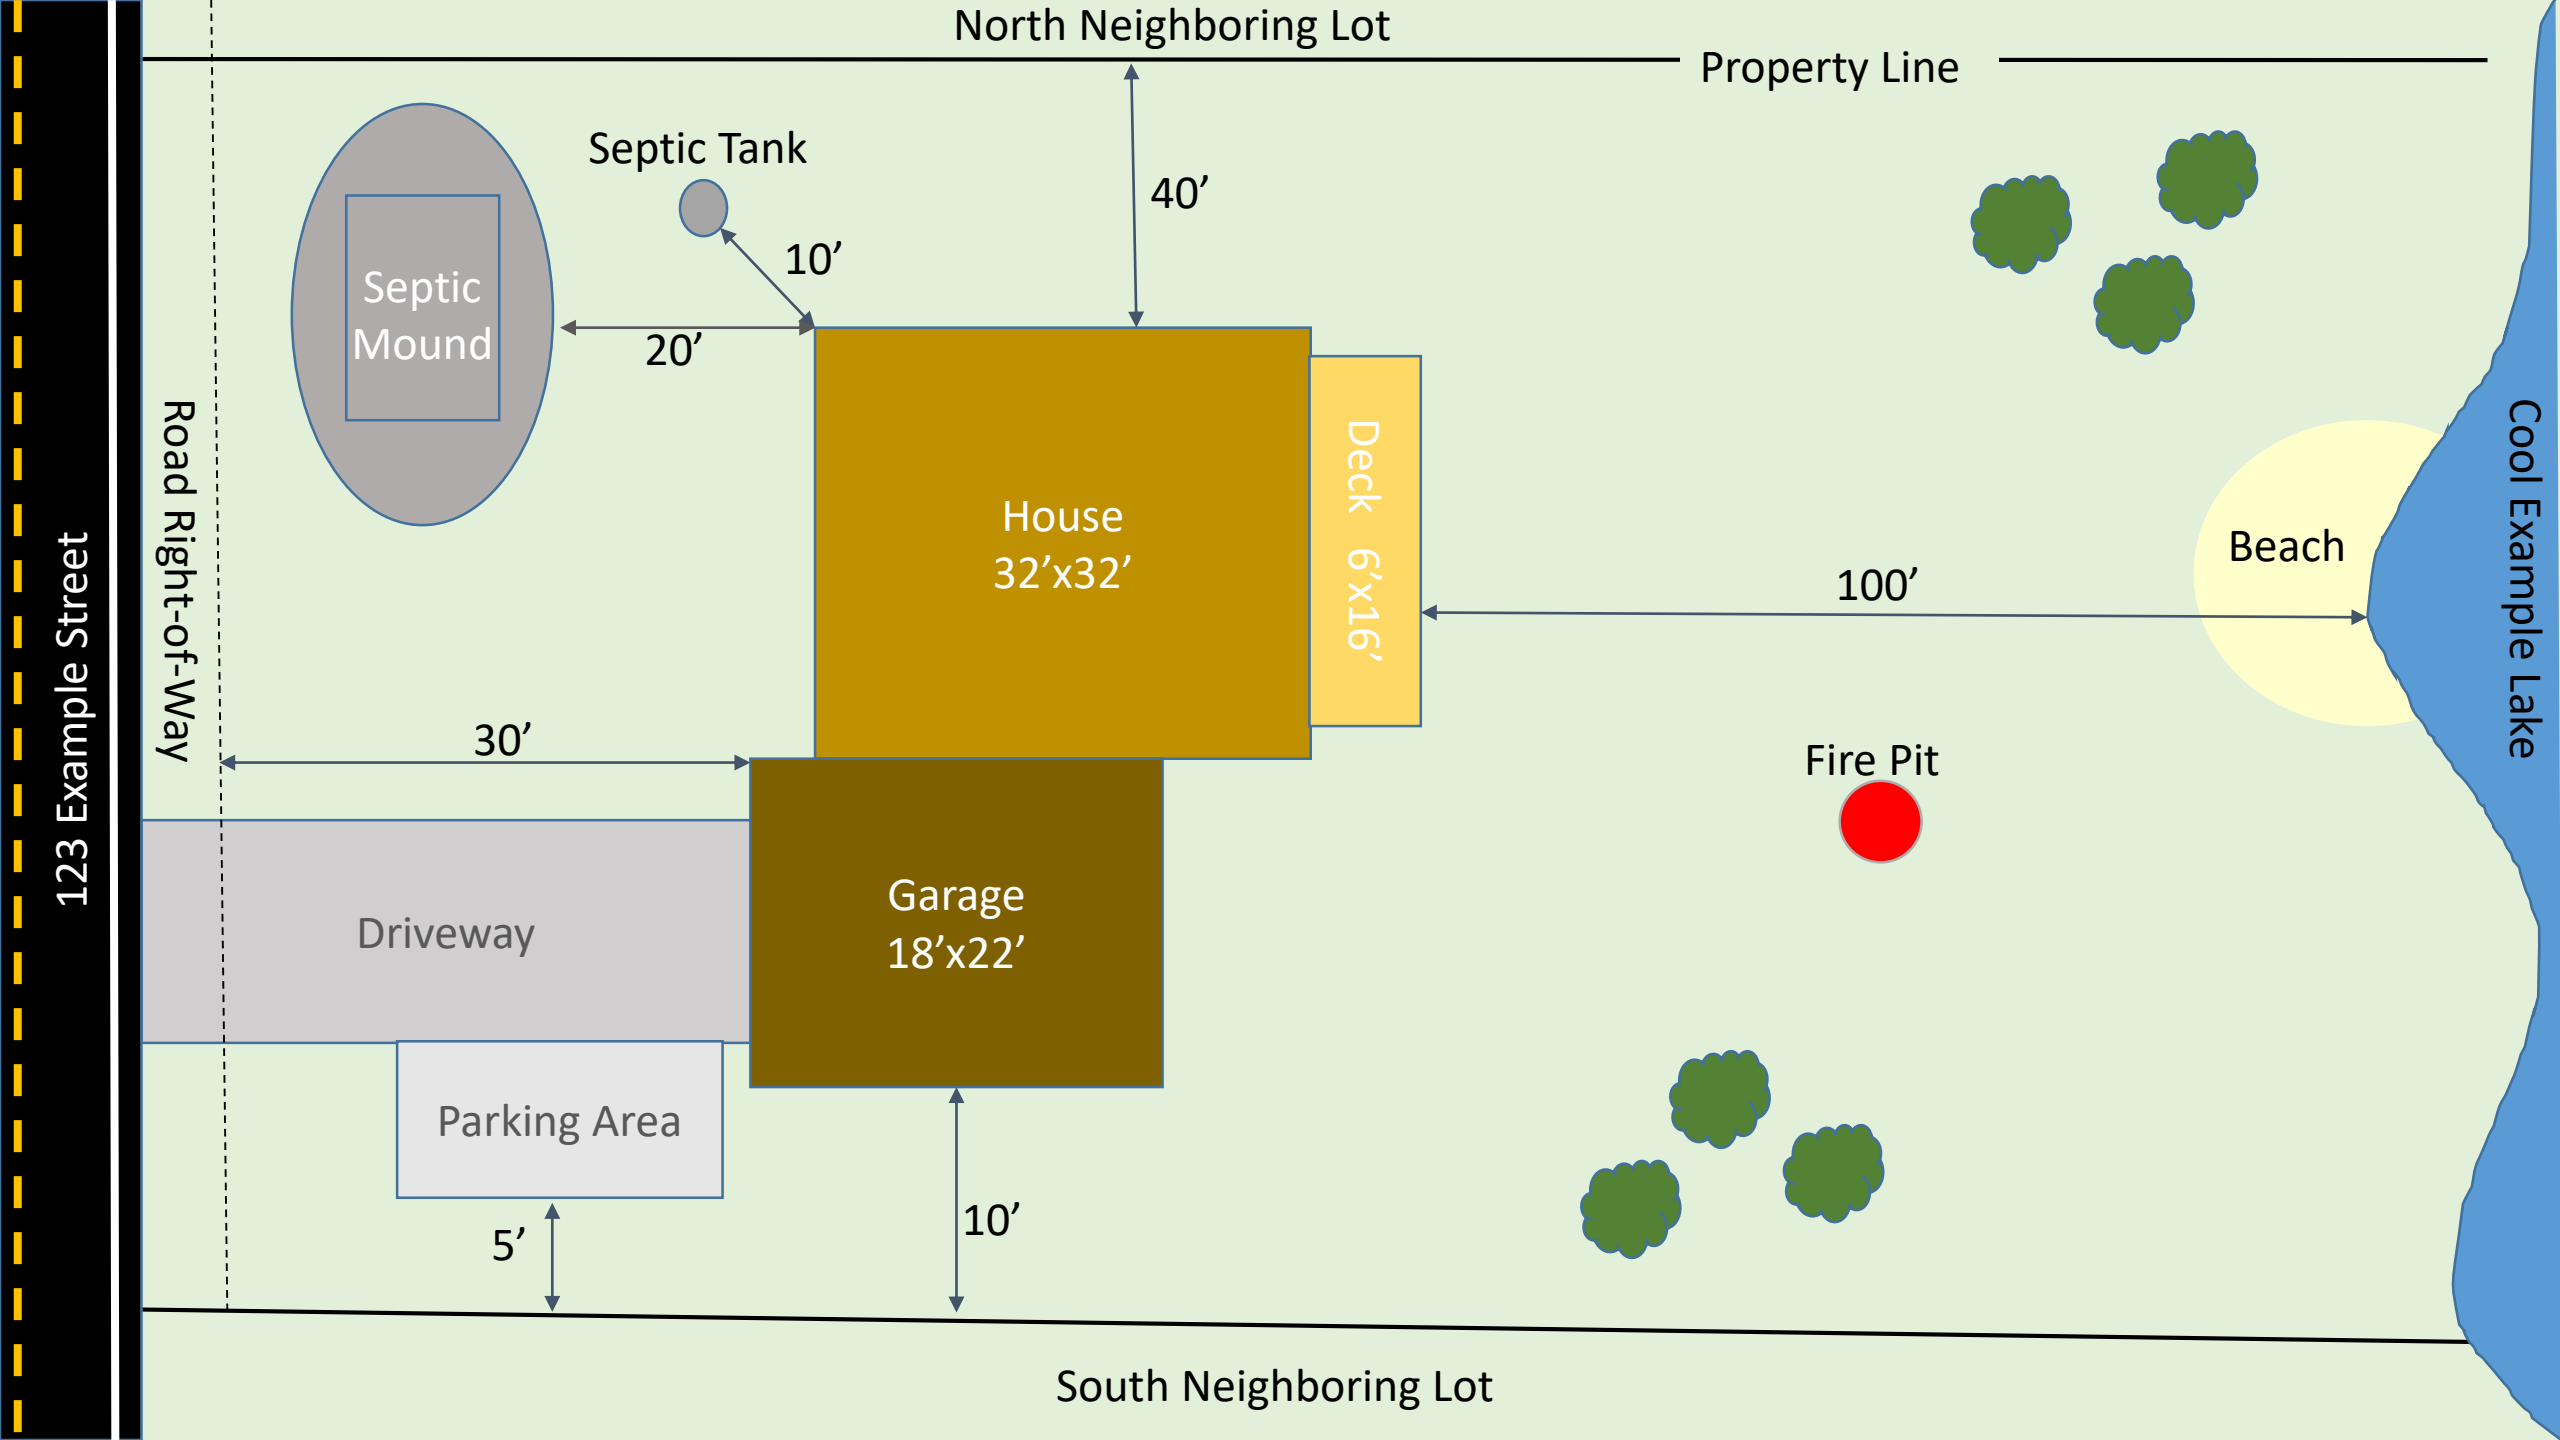 North Neighboring Lot
Property Line
Septic Tank
40’
10’
Septic
Mound
20’
123 Example Street
Road Right-of-Way
House
32’x32’
Deck 6’x16’
100’
Beach
Cool Example Lake
30’
Fire Pit
Driveway
Garage
18’x22’
Parking Area
5’
10’
South Neighboring Lot